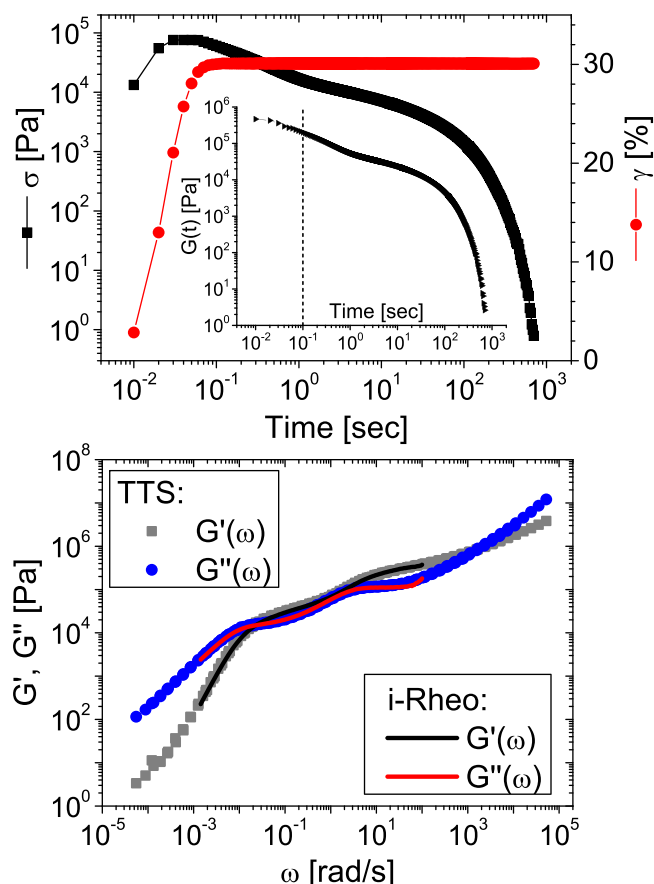 10^5
10^4
10^3
10^2
10^1
10^0
σ [Pa]
30
20
10
0
γ [%]
10^6
10^5
10^4
10^3
10^2
10^1
10^0
G(t) [Pa]
Time [sec]
10^-2 10^-1 10^0 10^1 10^2 10^3
10^-2 10^-1 10^0 10^1 10^2 10^3
Time [sec]
10^8
10^6
10^4
10^2
10^0
G', G" [Pa]
TTS:
G'(ω)
G"(ω)
i-Rheo:
G'(ω)
G"(ω)
10^-5 10^-3 10^-1 10^1 10^3 10^5
ω [rad/s]